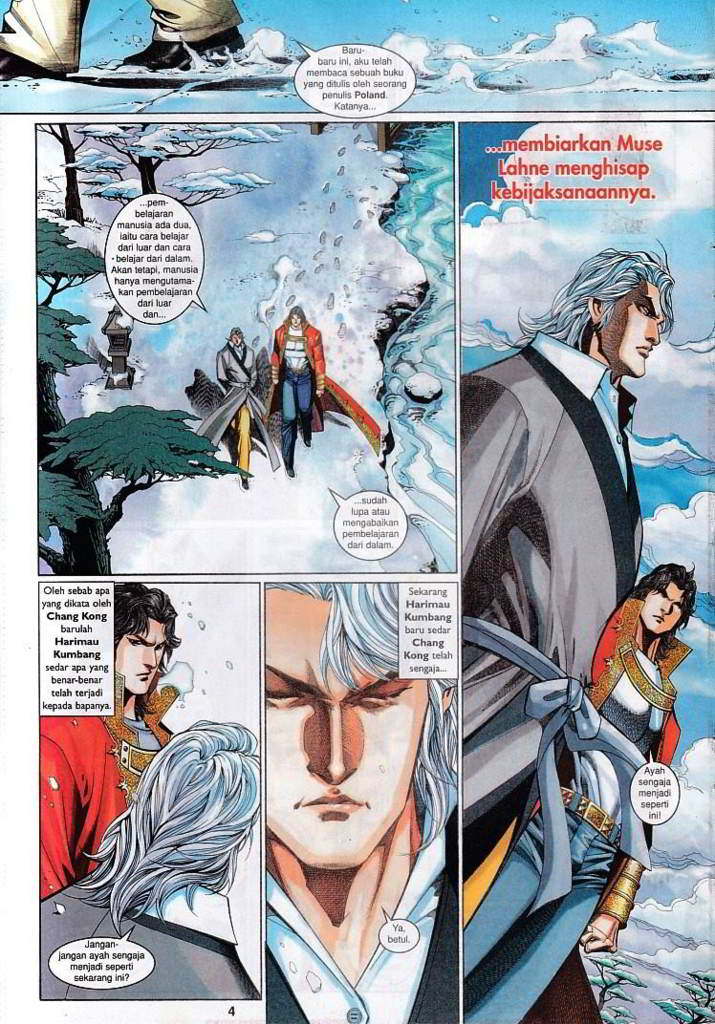 Baru-
baru ini, aku telah
membaca sebuah buku
yang ditulis oleh seorang
penulis Poland.
Katanya...
...pem-
belajaran
manusia ada dua,
iaitu cara belajar
dari luar dan cara
belajar dari dalam.
Akan tetapi, manusia
hanya mengutama-
kan pembelajaran
dari luar
dan...
...sudah
lupa atau
mengabaikan
pembelajaran
dari dalam.
Oleh sebab apa
yang dikata oleh
Chang Kong
barulah
Harimau
Kumbang
sedar apa yang
benar-benar
telah terjadi
kepada bapanya.
Jangan-
jangan ayah sengaja
menjadi seperti
sekarang ini?
Sekarang
Harimau
Kumbang
baru sedar
Chang
Kong telah
sengaja...
Ya,
betul.
...membiarkan Muse
Lahne menghisap
kebijaksanaannya.
Ayah
sengaja
menjadi
seperti
ini!
4